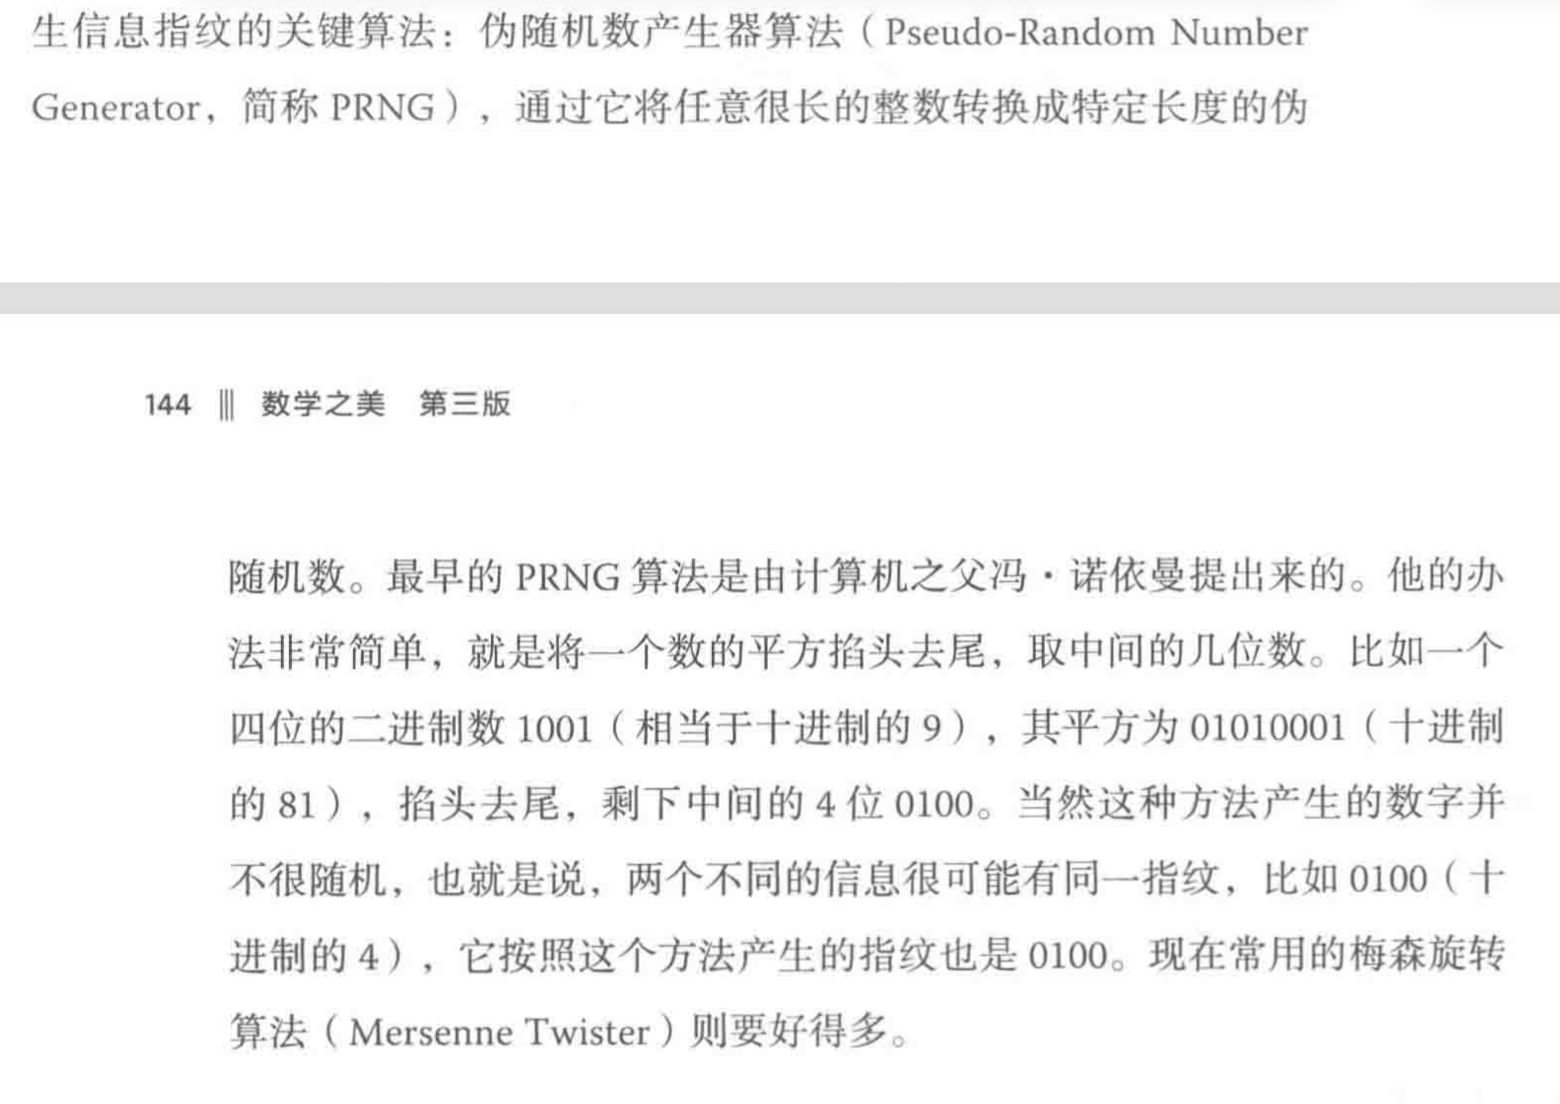 生信息指纹的关键算法：伪随机数产生器算法（Pseudo-Random Number
Generator，简称 PRNG），通过它将任意很长的整数转换成特定长度的伪
144 ||| 数学之美 第三版
随机数。最早的 PRNG 算法是由计算机之父冯·诺依曼提出来的。他的办
法非常简单，就是将一个数的平方掐头去尾，取中间的几位数。比如一个
四位的二进制数 1001（相当于十进制的 9），其平方为 01010001（十进制
的 81），掐头去尾，剩下中间的 4 位 0100。当然这种方法产生的数字并
不很随机，也就是说，两个不同的信息很可能有同一指纹，比如 0100（十
进制的 4），它按照这个方法产生的指纹也是 0100。现在常用的梅森旋转
算法（Mersenne Twister）则要好得多。